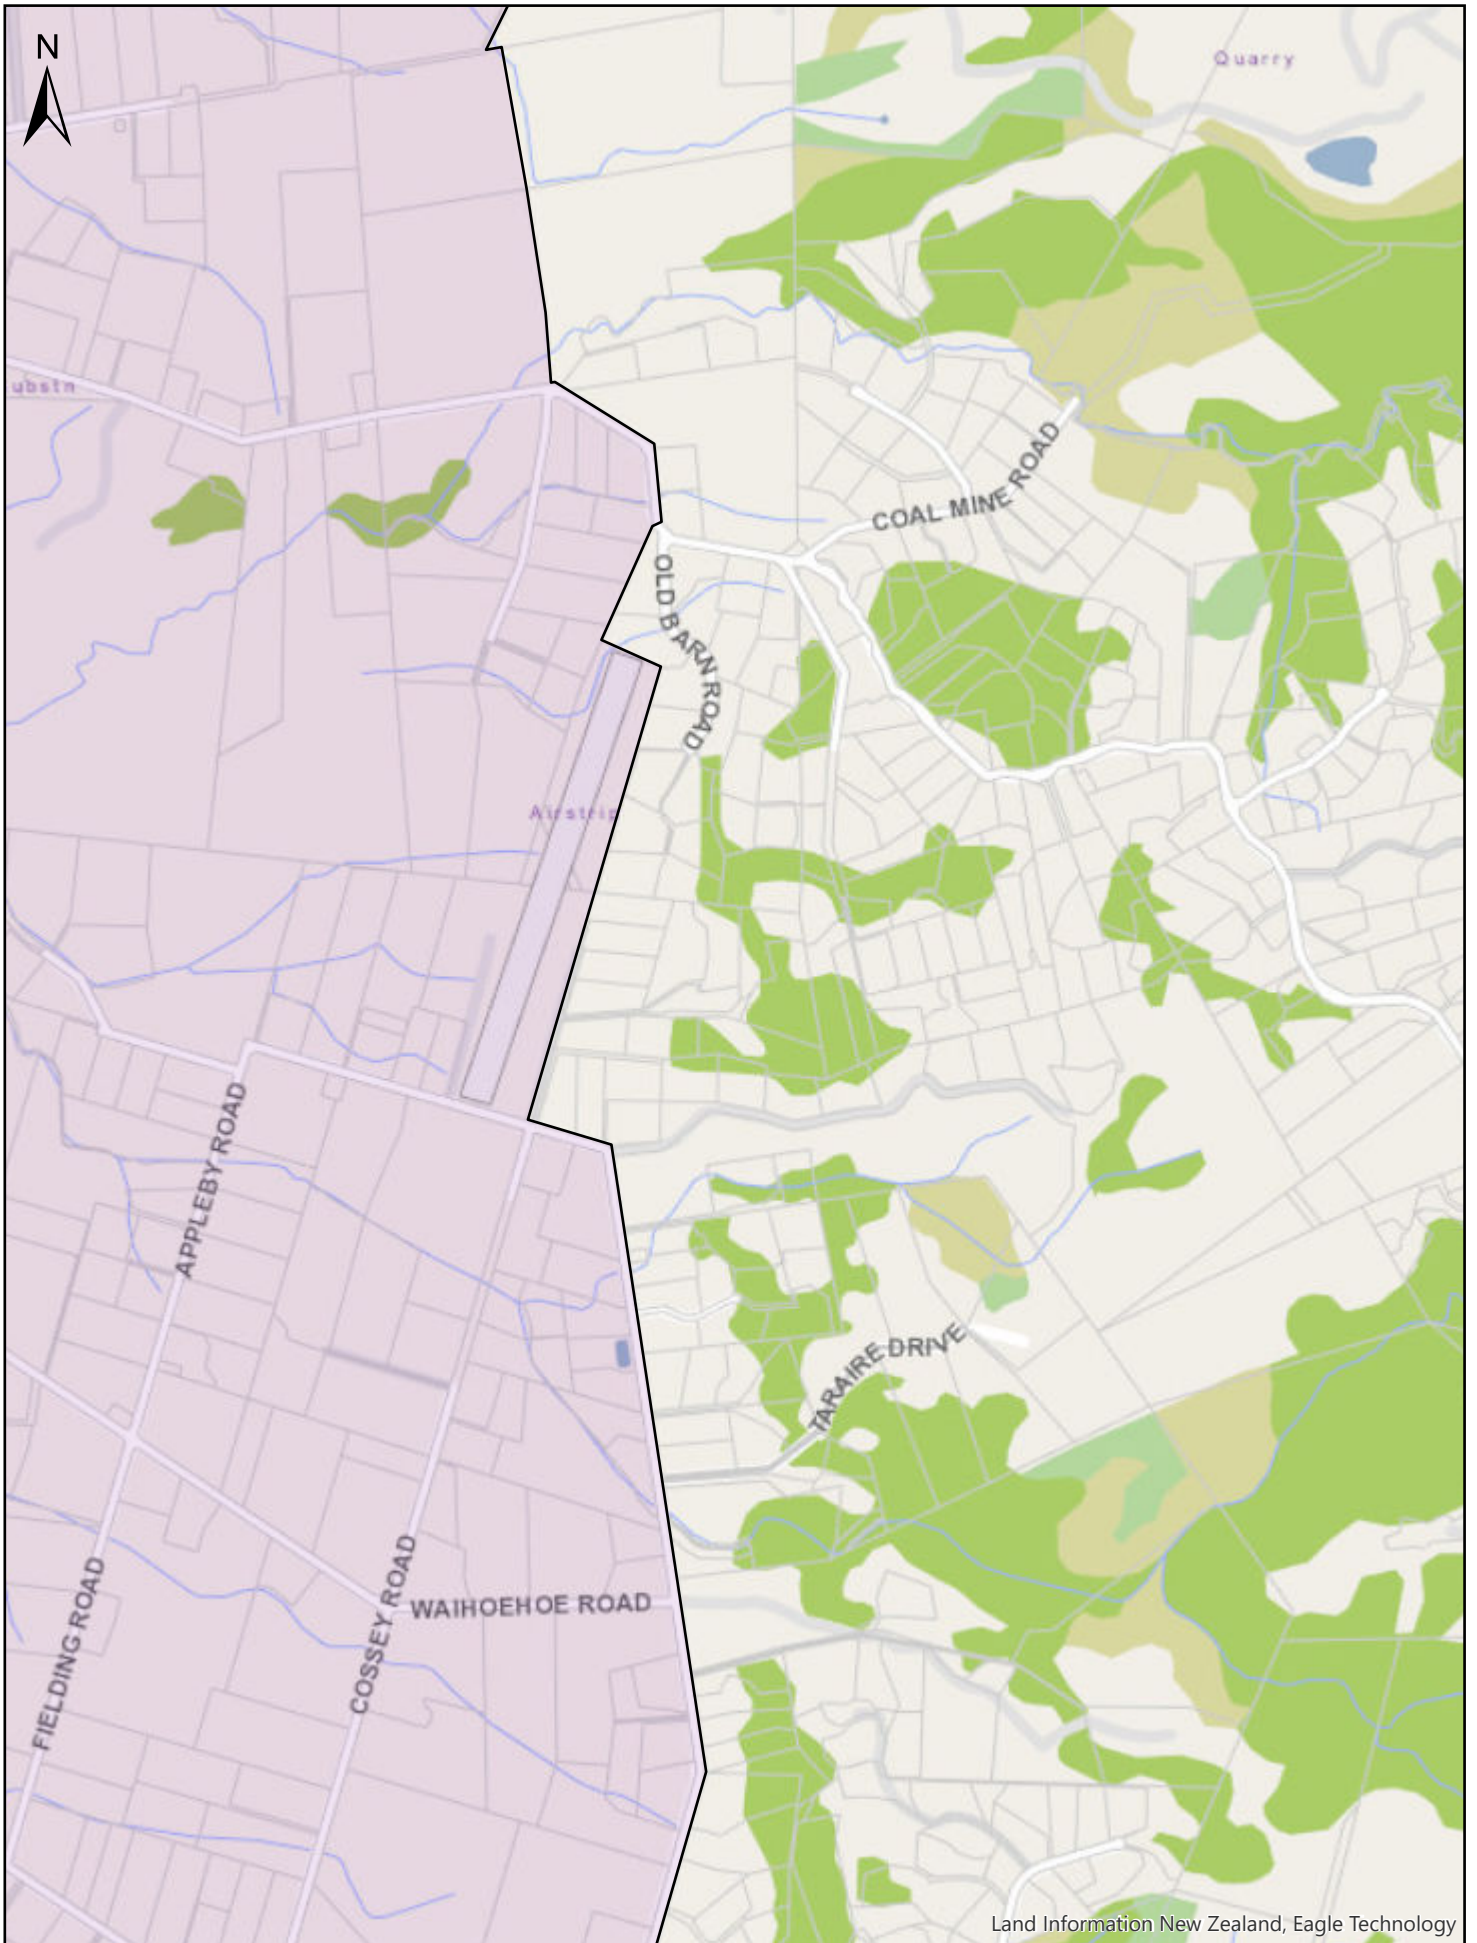 N
Quarry
ubstn
COAL MINE ROAD
OLD BARN ROAD
Airstrip
APPLEBY ROAD
TARAIRE DRIVE
WAIHOEHOE ROAD
COSSEY ROAD
FIELDING ROAD
Land Information New Zealand, Eagle Technology